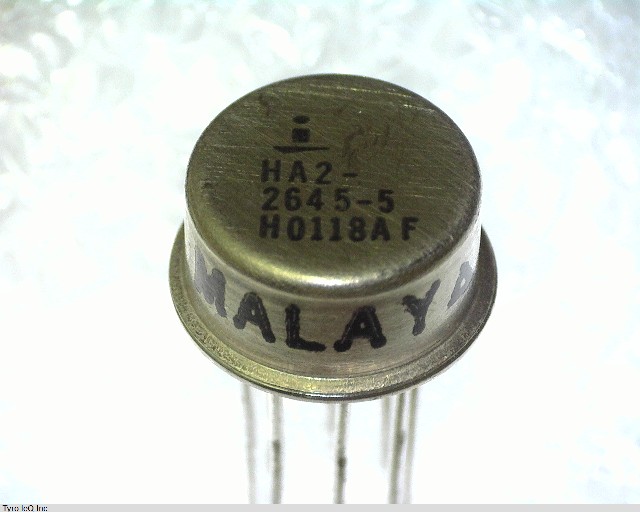 i
HA2-
2645-5
H0118AF
MALAYA
Tyro IcQ Inc